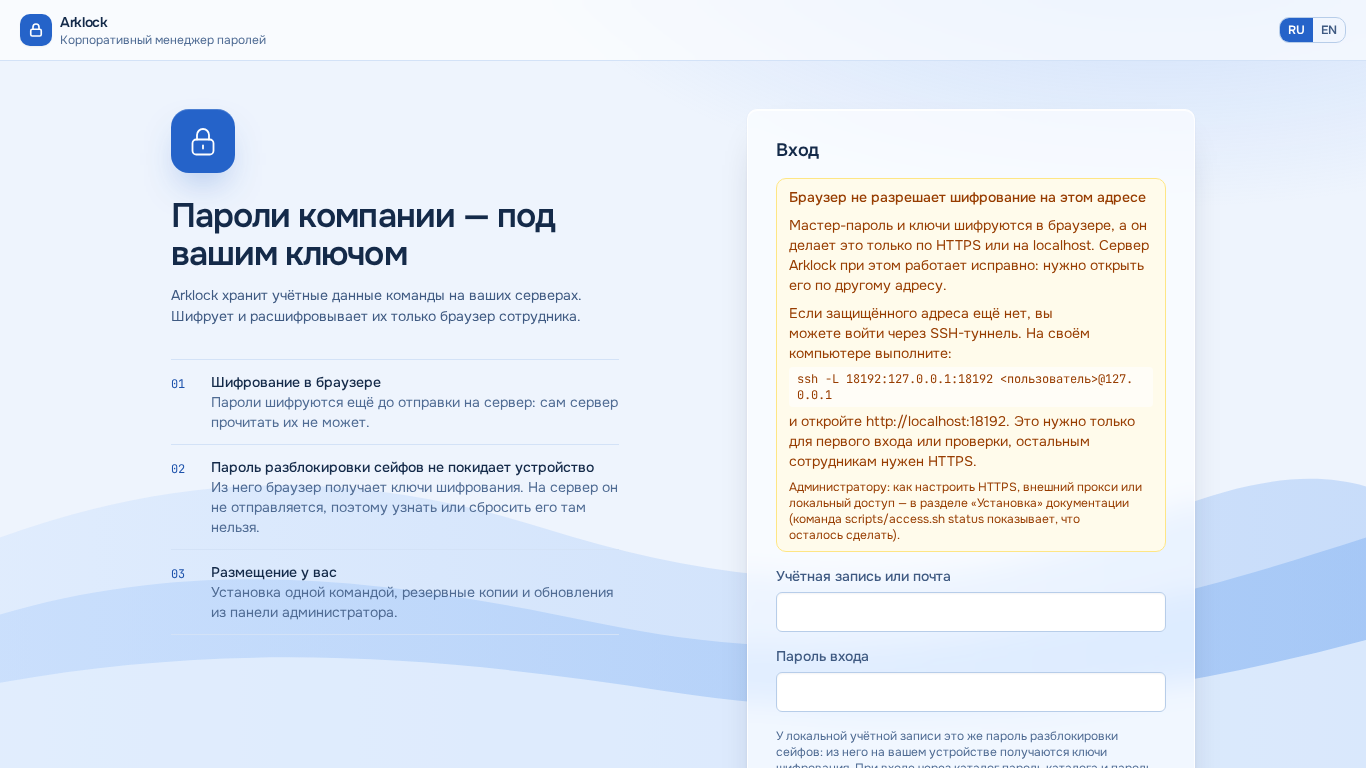 Arklock
Корпоративный менеджер паролей
RU EN
Пароли компании — под
вашим ключом
Arklock хранит учётные данные команды на ваших серверах.
Шифрует и расшифровывает их только браузер сотрудника.
01 Шифрование в браузере
Пароли шифруются ещё до отправки на сервер: сам сервер
прочитать их не может.
02 Пароль разблокировки сейфов не покидает устройство
Из него браузер получает ключи шифрования. На сервер он
не отправляется, поэтому узнать или сбросить его там
нельзя.
03 Размещение у вас
Установка одной командой, резервные копии и обновления
из панели администратора.
Вход
Браузер не разрешает шифрование на этом адресе
Мастер-пароль и ключи шифруются в браузере, а он
делает это только по HTTPS или на localhost. Сервер
Arklock при этом работает исправно: нужно открыть
его по другому адресу.
Если защищённого адреса ещё нет, вы
можете войти через SSH-туннель. На своём
компьютере выполните:
ssh -L 18192:127.0.0.1:18192 <пользователь>@127.
0.0.1
и откройте http://localhost:18192. Это нужно только
для первого входа или проверки, остальным
сотрудникам нужен HTTPS.
Администратору: как настроить HTTPS, внешний прокси или
локальный доступ — в разделе «Установка» документации
(команда scripts/access.sh status показывает, что
осталось сделать).
Учётная запись или почта
Пароль входа
У локальной учётной записи это же пароль разблокировки
сейфов: из него на вашем устройстве получаются ключи
шифрования. При входе через каталог пароль каталога и пароль